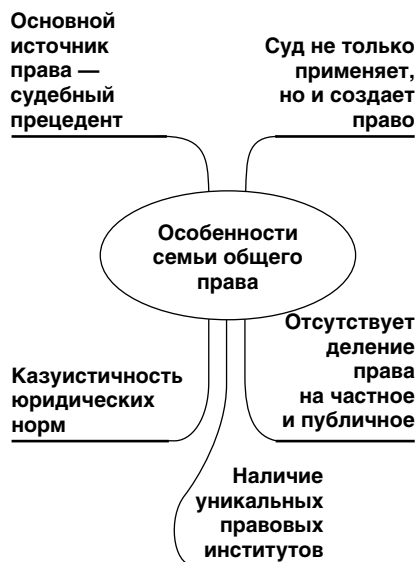 Основной
источник
права —
судебный
прецедент
Суд не только
применяет,
но и создает
право
Особенности
семьи общего
права
Казуистичность
юридических
норм
Отсутствует
деление
права
на частное
и публичное
Наличие
уникальных
правовых
институтов